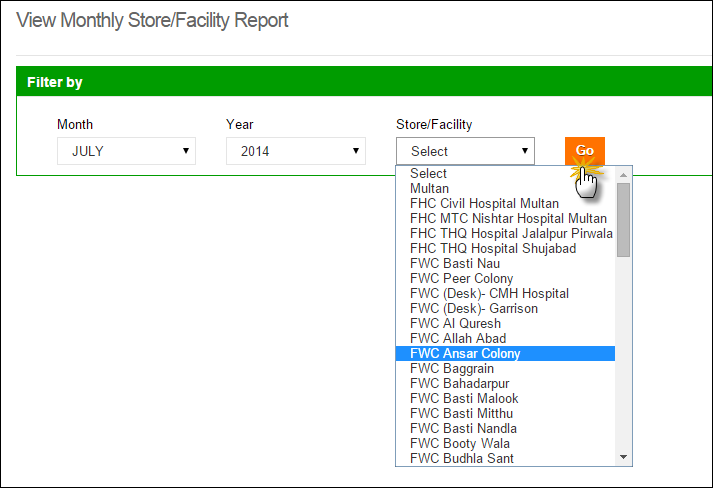 View Monthly Store/Facility Report
Filter by
Month Year Store/Facility
JULY 2014 Select Go
Select
Multan
FHC Civil Hospital Multan
FHC MTC Nishtar Hospital Multan
FHC THQ Hospital Jalalpur Pirwala
FHC THQ Hospital Shujabad
FWC Basti Nau
FWC Peer Colony
FWC (Desk)- CMH Hospital
FWC (Desk)- Garrison
FWC Al Quresh
FWC Allah Abad
FWC Ansar Colony
FWC Baggrain
FWC Bahadarpur
FWC Basti Malook
FWC Basti Mitthu
FWC Basti Nandla
FWC Booty Wala
FWC Budhla Sant